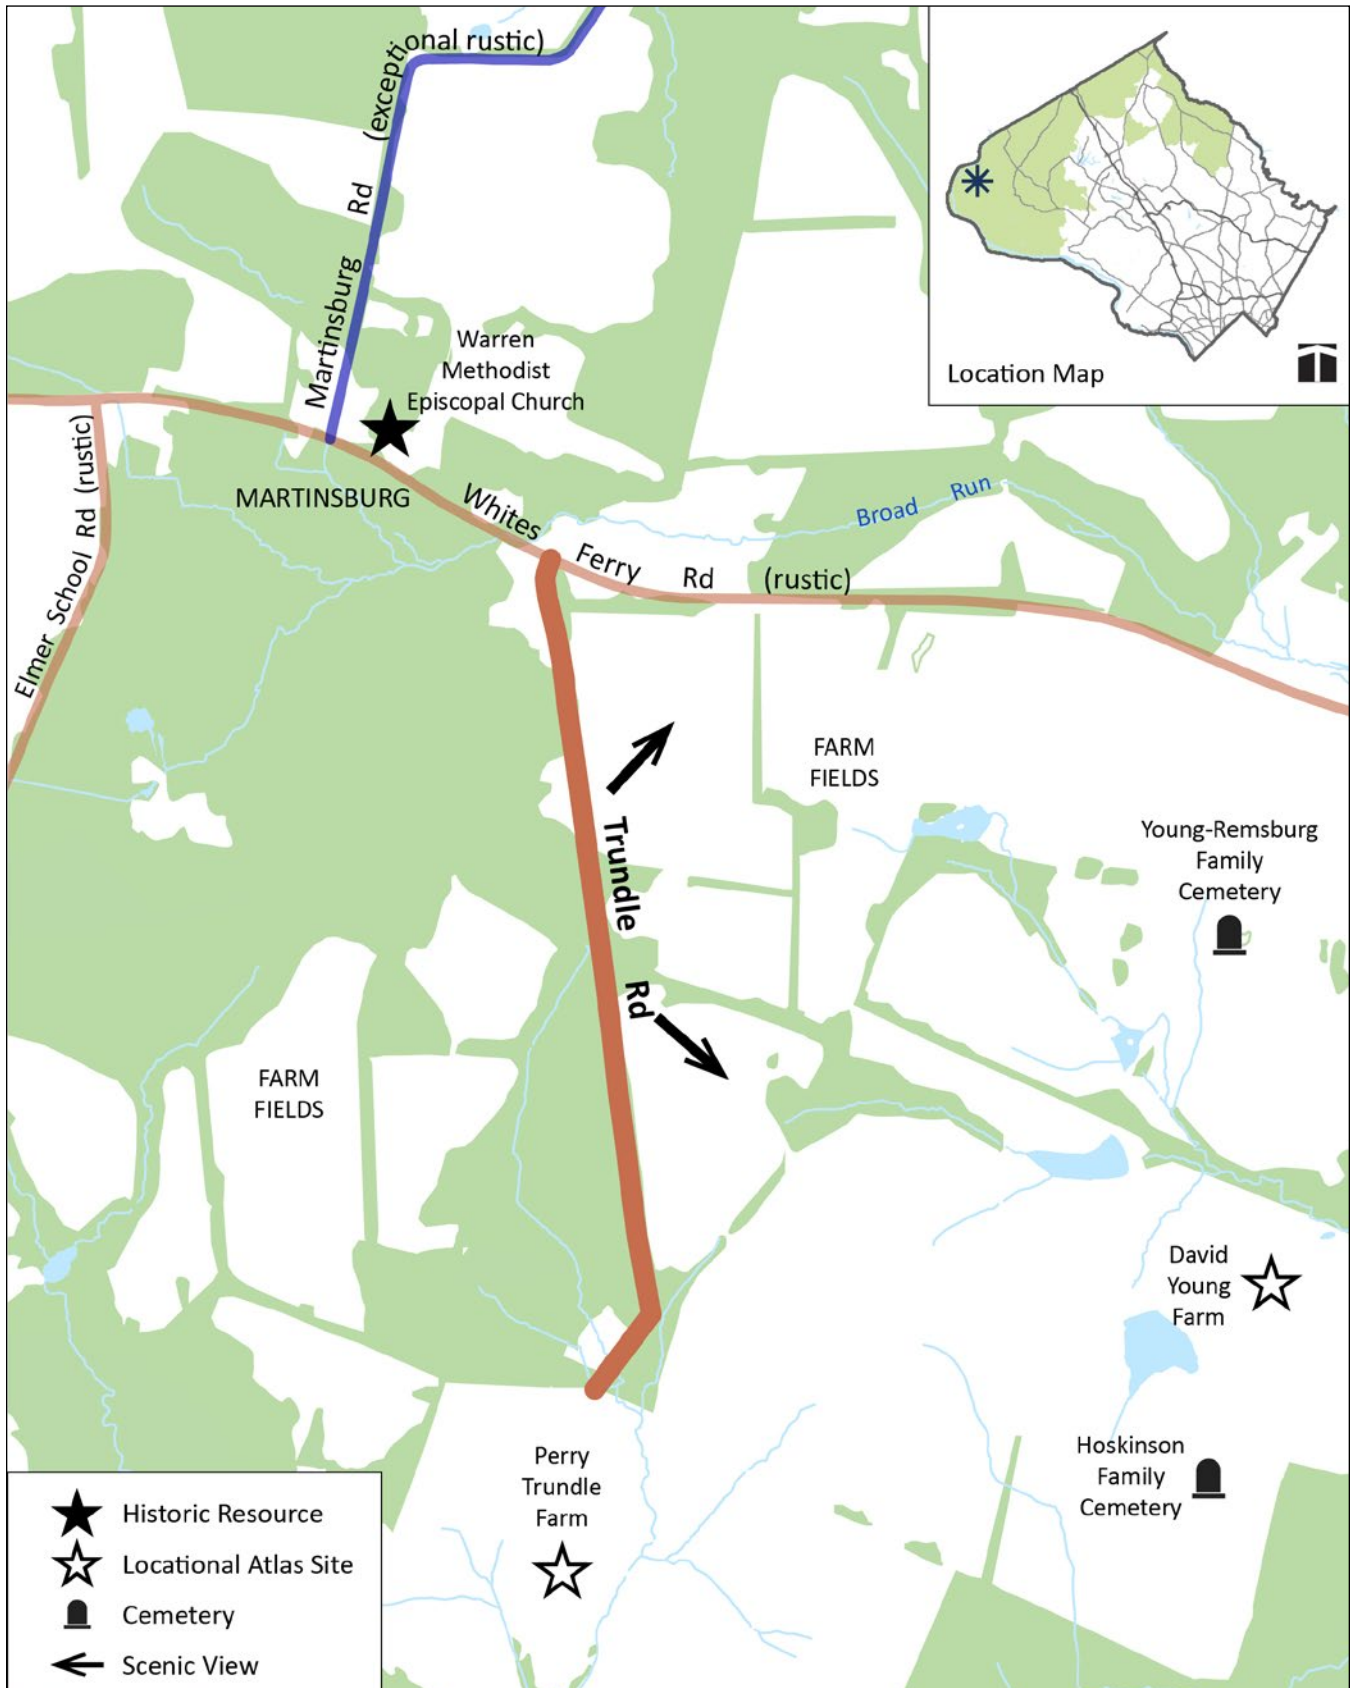 (exceptional rustic)
Martinsburg Rd
Warren
Methodist
Episcopal Church
Location Map
Elmer School Rd (rustic)
MARTINSBURG
Whites Ferry Rd (rustic)
Broad Run
FARM
FIELDS
Trundle Rd
Young-Remsburg
Family
Cemetery
FARM
FIELDS
David
Young
Farm
Perry
Trundle
Farm
Hoskinson
Family
Cemetery
Historic Resource
Locational Atlas Site
Cemetery
Scenic View